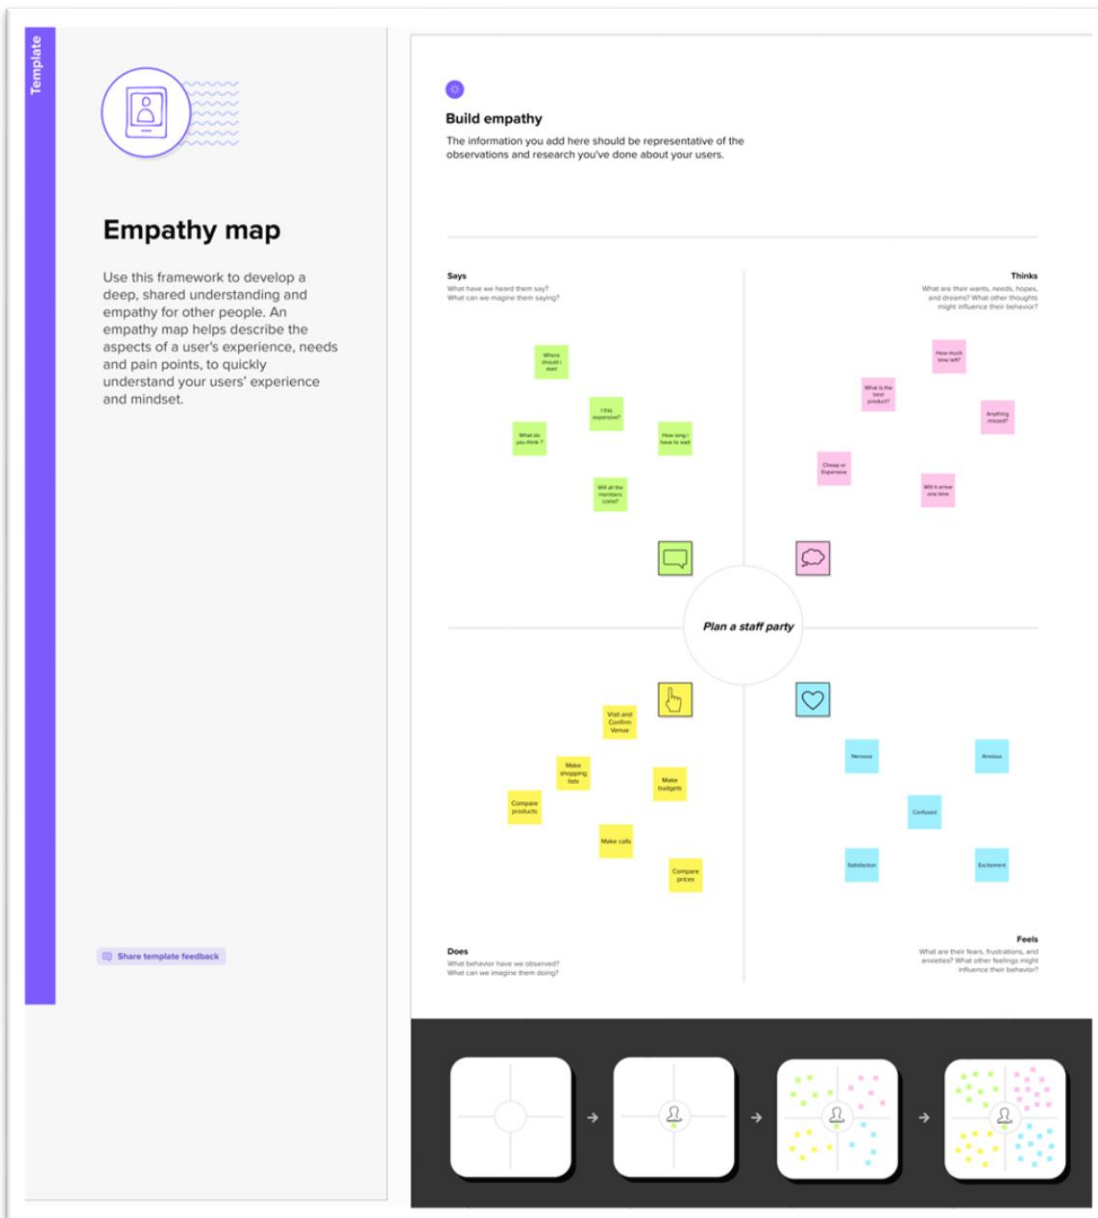 Template
Empathy map
Use this framework to develop a
deep, shared understanding and
empathy for other people. An
empathy map helps describe the
aspects of a user's experience, needs
and pain points, to quickly
understand your users' experience
and mindset.
Share template feedback
Build empathy
The information you add here should be representative of the
observations and research you've done about your users.
Says
What have we heard them say?
What can we magine them saying?
Where
should i
start
I this
expensive?
What do
you think ?
How long i
have to wait
Will all the
members
come?
Thinks
What are their wants, needs, hopes,
and dreams? What other thoughts
might influence their behavior?
How much
time left?
What is the
best
product?
Anything
missed?
Cheap or
Expensive
Will it arrive
one time
Plan a staff party
Visit and
Confirm
Venue
Make
shopping
lists
Make
budgets
Compare
products
Make calls
Compare
prices
Does
What behavior have we observed?
What can we imagine them doing?
Nervous
Anxious
Confused
Satisfaction
Excitement
Feels
What are their fears, frustrations, and
anxieties? What other feelings might
influence their behavior?